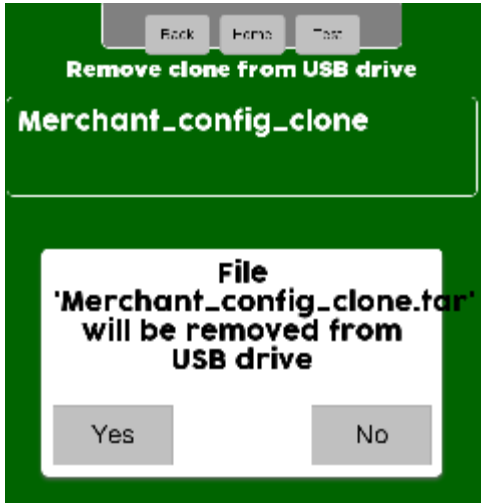 Back Home Test
Remove clone from USB drive
Merchant_config_clone
File
'Merchant_config_clone.tar'
will be removed from
USB drive
Yes No